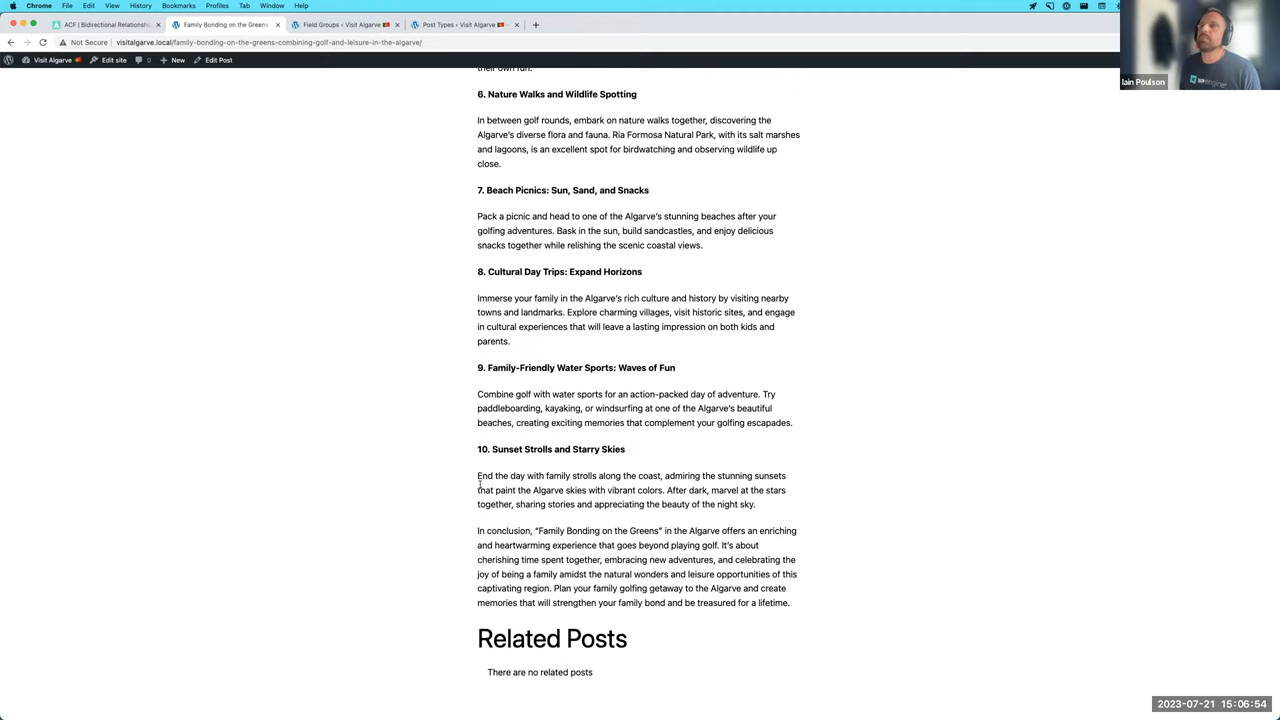 Chrome File Edit View History Bookmarks Profiles Tab Window Help
ACF | Bidirectional Relationshi
Family Bonding on the Greens:
Field Groups ‹ Visit Algarve
Post Types ‹ Visit Algarve
Not Secure
visitalgarve.local/family-bonding-on-the-greens-combining-golf-and-leisure-in-the-algarve/
Visit Algarve
Edit site
0
New
Edit Post
Iain Poulson
their own fun.
6. Nature Walks and Wildlife Spotting
In between golf rounds, embark on nature walks together, discovering the
Algarve's diverse flora and fauna. Ria Formosa Natural Park, with its salt marshes
and lagoons, is an excellent spot for birdwatching and observing wildlife up
close.
7. Beach Picnics: Sun, Sand, and Snacks
Pack a picnic and head to one of the Algarve's stunning beaches after your
golfing adventures. Bask in the sun, build sandcastles, and enjoy delicious
snacks together while relishing the scenic coastal views.
8. Cultural Day Trips: Expand Horizons
Immerse your family in the Algarve's rich culture and history by visiting nearby
towns and landmarks. Explore charming villages, visit historic sites, and engage
in cultural experiences that will leave a lasting impression on both kids and
parents.
9. Family-Friendly Water Sports: Waves of Fun
Combine golf with water sports for an action-packed day of adventure. Try
paddleboarding, kayaking, or windsurfing at one of the Algarve's beautiful
beaches, creating exciting memories that complement your golfing escapades.
10. Sunset Strolls and Starry Skies
End the day with family strolls along the coast, admiring the stunning sunsets
that paint the Algarve skies with vibrant colors. After dark, marvel at the stars
together, sharing stories and appreciating the beauty of the night sky.
In conclusion, “Family Bonding on the Greens” in the Algarve offers an enriching
and heartwarming experience that goes beyond playing golf. It's about
cherishing time spent together, embracing new adventures, and celebrating the
joy of being a family amidst the natural wonders and leisure opportunities of this
captivating region. Plan your family golfing getaway to the Algarve and create
memories that will strengthen your family bond and be treasured for a lifetime.
Related Posts
There are no related posts
2023-07-21 15:06:54